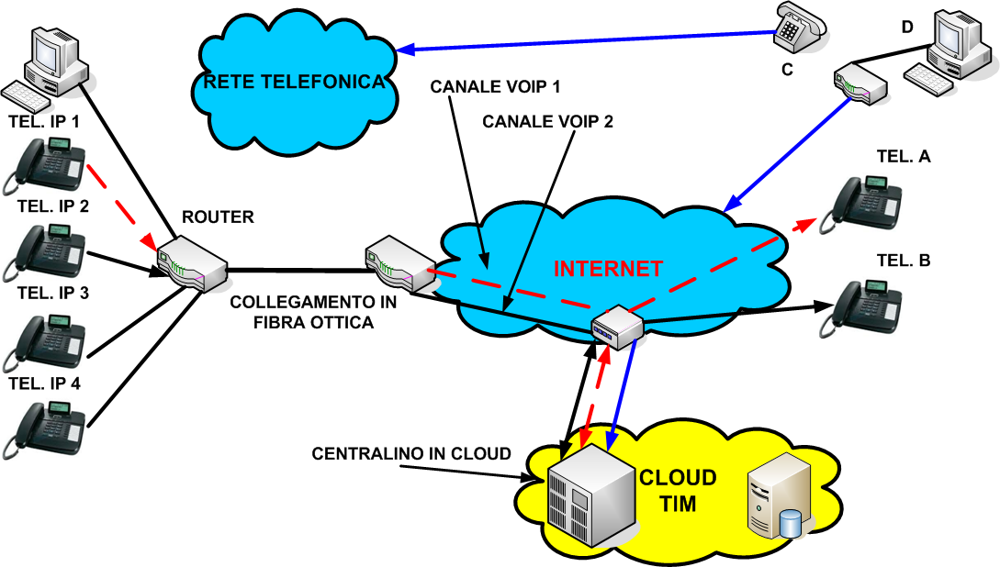 D
C
RETE TELEFONICA
CANALE VOIP 1
CANALE VOIP 2
TEL. IP 1
TEL. A
TEL. IP 2
ROUTER
TEL. B
INTERNET
TEL. IP 3
COLLEGAMENTO IN
FIBRA OTTICA
TEL. IP 4
CENTRALINO IN CLOUD
CLOUD
TIM